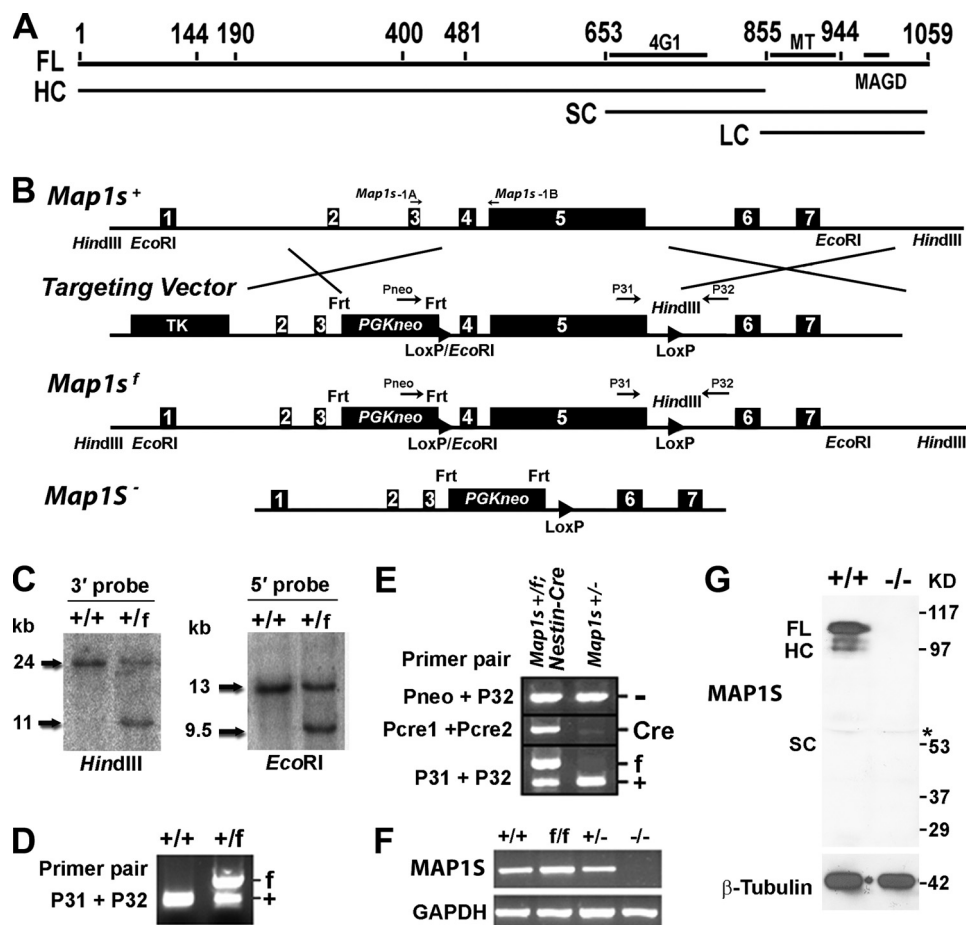 A
1 144 190 400 481 653 855 944 1059
4G1 MT
FL
MAGD
HC
SC
LC
B
Map1s-1A Map1s-1B
Map1s +
1 2 3 4 5 6 7
HindIII EcoRI EcoRI HindIII
Targeting Vector
Frt Pneo Frt P31 HindIII P32
TK 2 3 PGKneo 4 5 6 7
LoxP/EcoRI LoxP
Map1s f
Frt Pneo Frt P31 HindIII P32
1 2 3 PGKneo 4 5 6 7
HindIII EcoRI LoxP/EcoRI LoxP EcoRI HindIII
Map1S -
Frt Frt
1 2 3 PGKneo 6 7
LoxP
C
3′ probe 5′ probe
kb +/+ +/f kb +/+ +/f
24 13
11 9.5
HindIII EcoRI
D
+/+ +/f
Primer pair
P31 + P32
f
+
E
Map1s +/f;
Nestin-Cre
Map1s +/-
Primer pair
Pneo + P32 -
Pcre1 +Pcre2 Cre
P31 + P32 f
+
F
+/+ f/f +/- -/-
MAP1S
GAPDH
G
+/+ -/- KD
FL -117
HC -97
MAP1S
SC *
-53
-37
-29
β-Tubulin -42